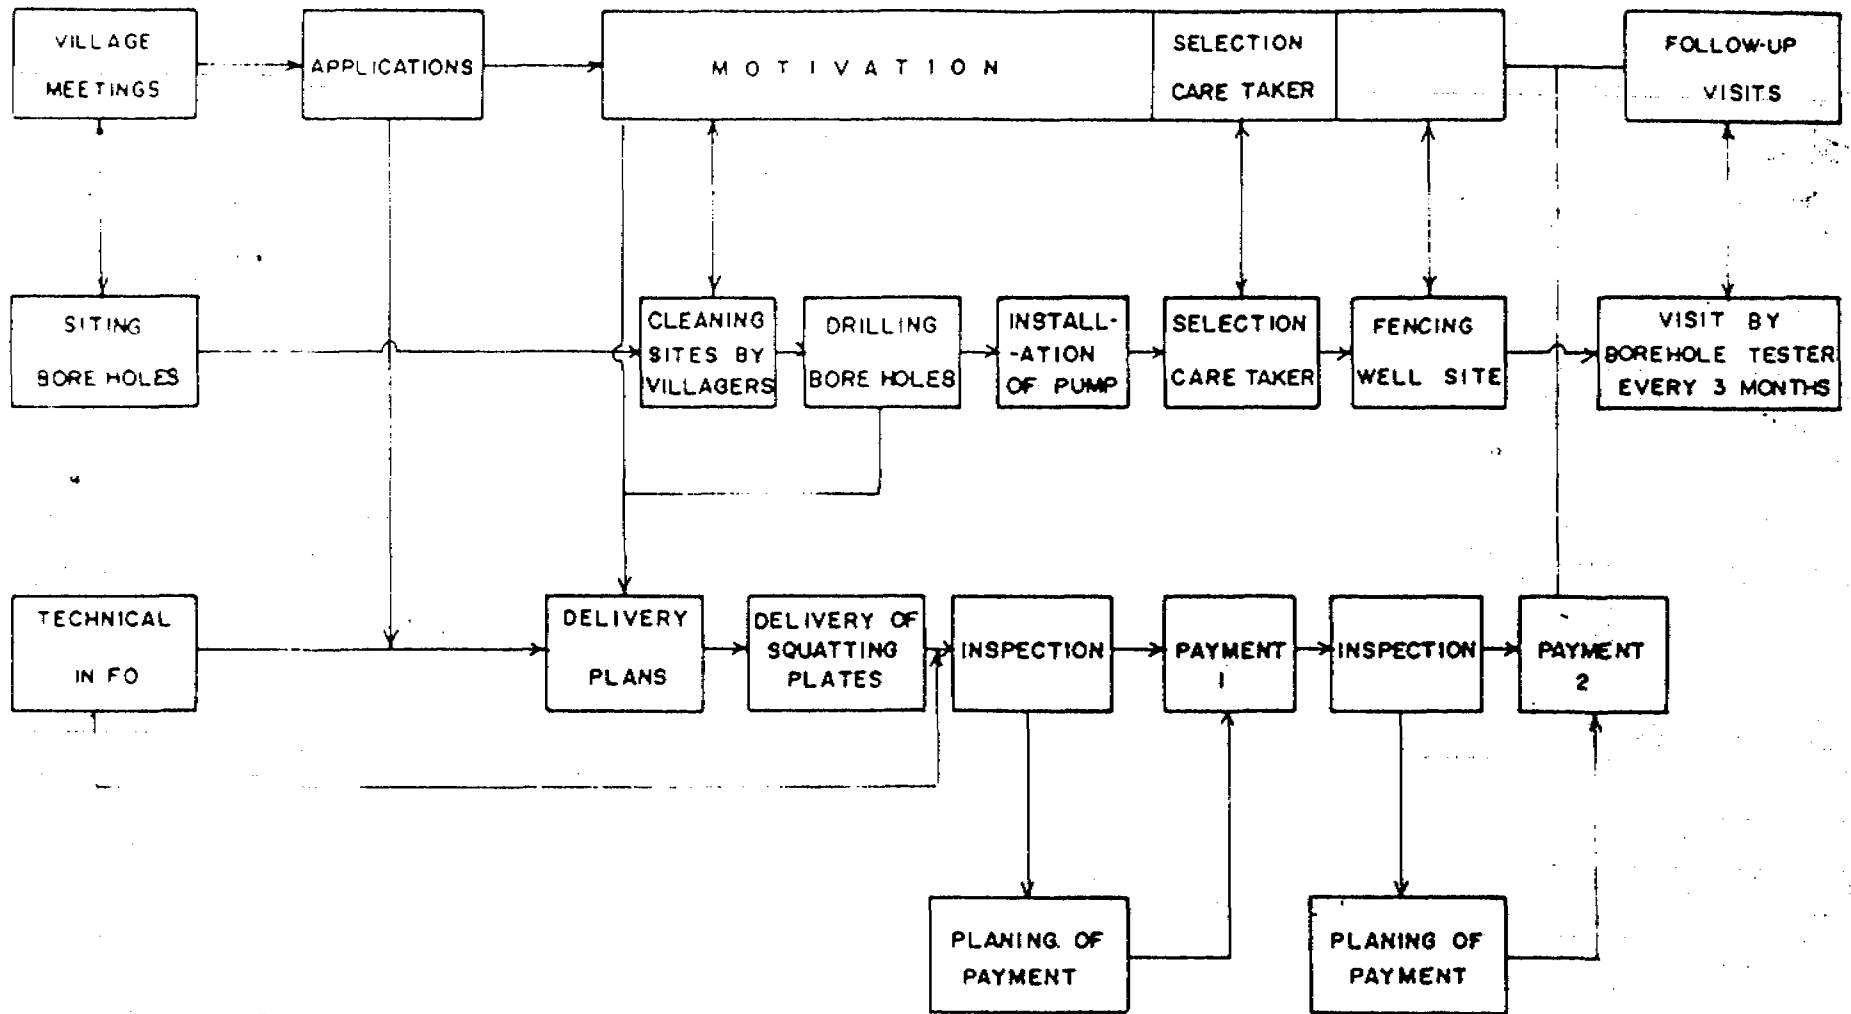 VILLAGE
MEETINGS
APPLICATIONS
MOTIVATION
SELECTION
CARE TAKER
FOLLOW-UP
VISITS
SITING
BORE HOLES
CLEANING
SITES BY
VILLAGERS
DRILLING
BORE HOLES
INSTALL-
-ATION
OF PUMP
SELECTION
CARE TAKER
FENCING
WELL SITE
VISIT BY
BOREHOLE TESTER
EVERY 3 MONTHS
TECHNICAL
INFO
DELIVERY
PLANS
DELIVERY OF
SQUATTING
PLATES
INSPECTION
PAYMENT
1
INSPECTION
PAYMENT
2
PLANING. OF
PAYMENT
PLANING OF
PAYMENT